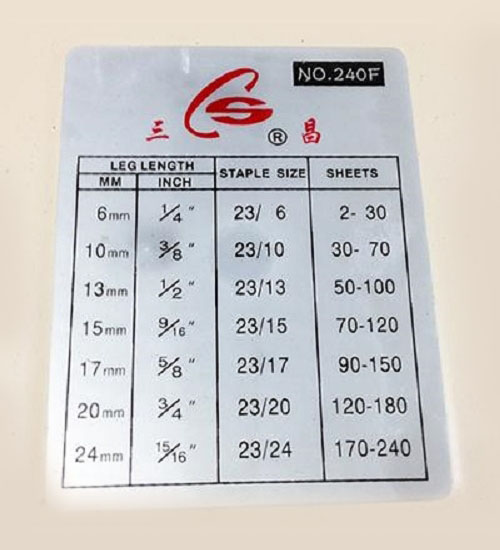 NO.240F
三 ® 昌
LEG LENGTH STAPLE SIZE SHEETS
MM INCH
6mm 1/4" 23/ 6 2- 30
10mm 3/8" 23/10 30- 70
13mm 1/2" 23/13 50-100
15mm 9/16" 23/15 70-120
17mm 5/8" 23/17 90-150
20mm 3/4" 23/20 120-180
24mm 15/16" 23/24 170-240